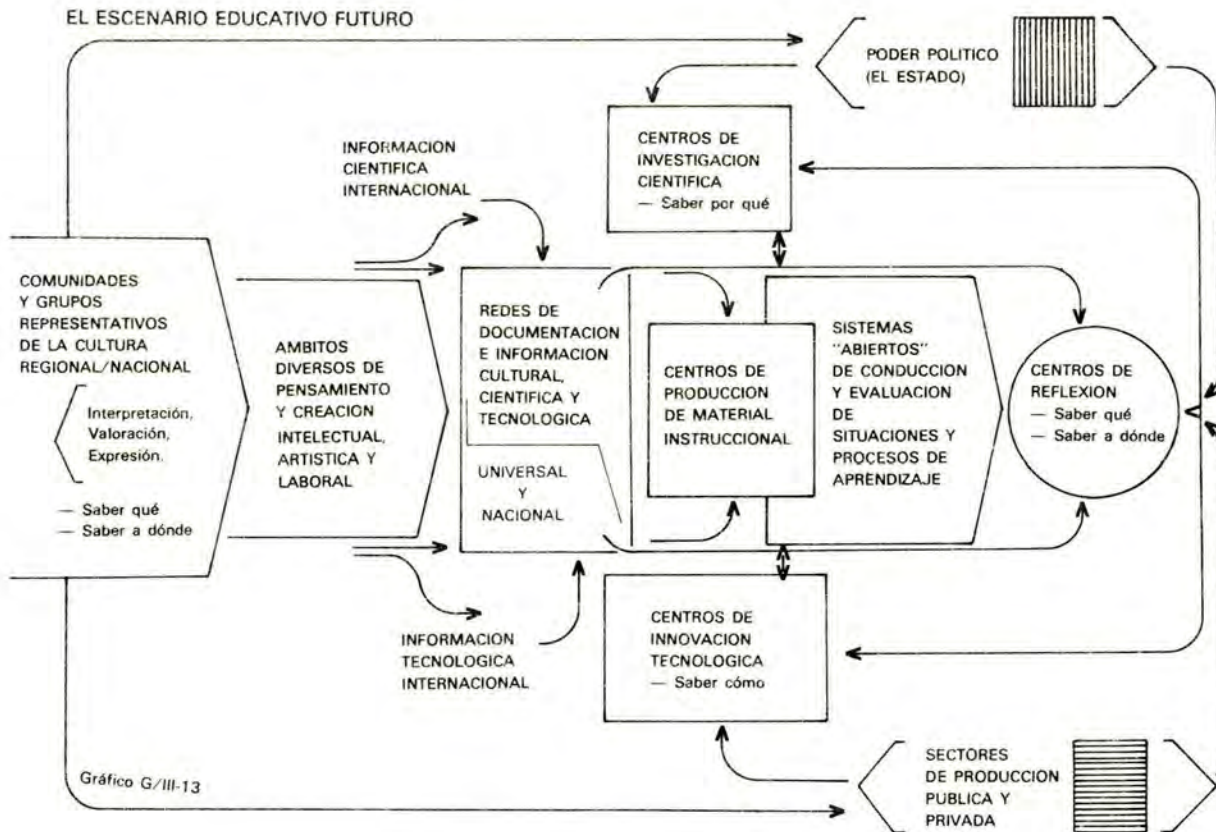 EL ESCENARIO EDUCATIVO FUTURO
PODER POLITICO
(EL ESTADO)
INFORMACION
CIENTIFICA
INTERNACIONAL
CENTROS DE
INVESTIGACION
CIENTIFICA
— Saber por qué
COMUNIDADES
Y GRUPOS
REPRESENTATIVOS
DE LA CULTURA
REGIONAL/NACIONAL
Interpretación,
Valoración,
Expresión.
— Saber qué
— Saber a dónde
AMBITOS
DIVERSOS DE
PENSAMIENTO
Y CREACION
INTELECTUAL,
ARTISTICA Y
LABORAL
REDES DE
DOCUMENTACION
E INFORMACION
CULTURAL,
CIENTIFICA Y
TECNOLOGICA
UNIVERSAL
Y
NACIONAL
CENTROS DE
PRODUCCION
DE MATERIAL
INSTRUCCIONAL
SISTEMAS
"ABIERTOS"
DE CONDUCCION
Y EVALUACION
DE
SITUACIONES Y
PROCESOS DE
APRENDIZAJE
CENTROS DE
REFLEXION
— Saber qué
— Saber a dónde
INFORMACION
TECNOLOGICA
INTERNACIONAL
CENTROS DE
INNOVACION
TECNOLOGICA
— Saber cómo
SECTORES
DE PRODUCCION
PUBLICA Y
PRIVADA
Gráfico G/III-13